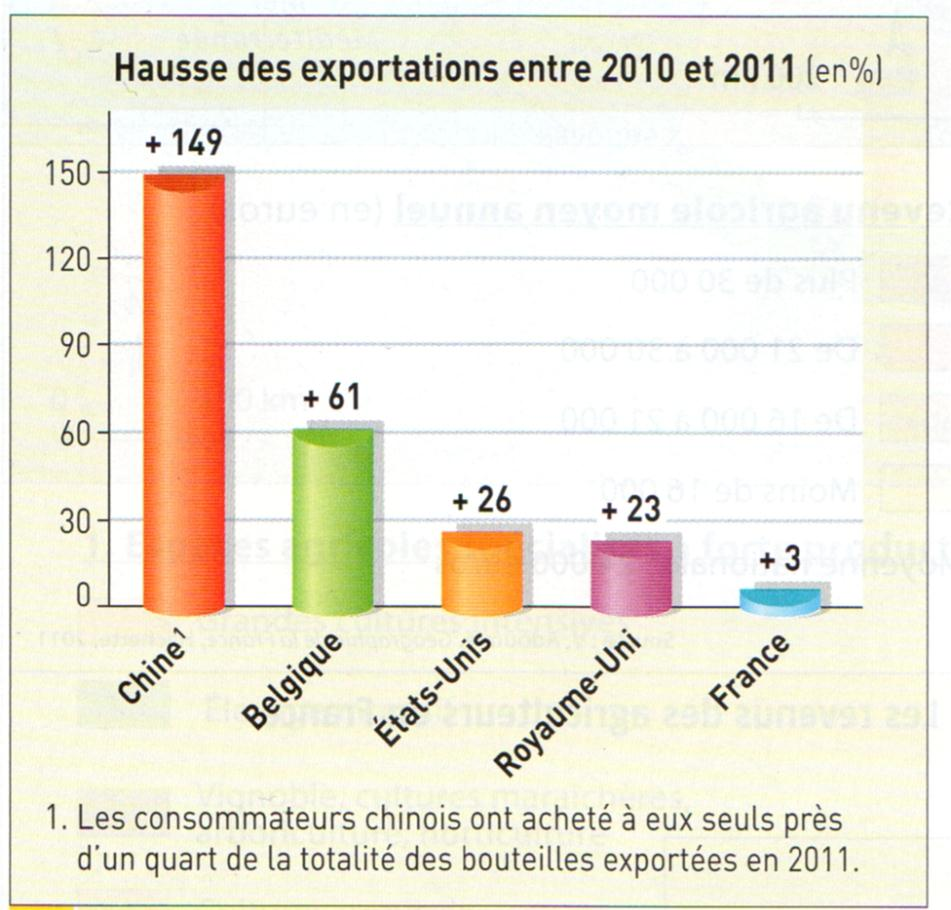 Hausse des exportations entre 2010 et 2011 (en%)
+ 149
150
120
90
+ 61
60
+ 26
+ 23
30
+ 3
0
Chine¹
Belgique
États-Unis
Royaume-Uni
France
1. Les consommateurs chinois ont acheté à eux seuls près
d'un quart de la totalité des bouteilles exportées en 2011.